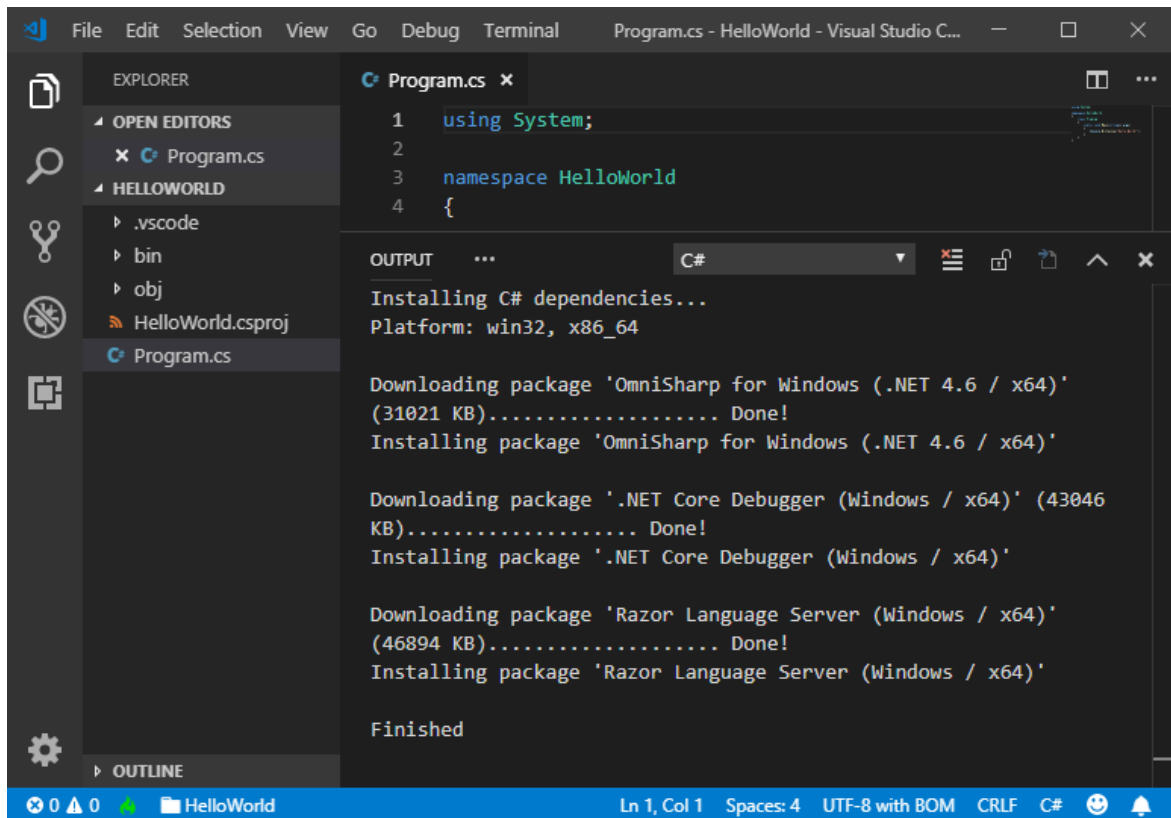 File Edit Selection View Go Debug Terminal Program.cs - HelloWorld - Visual Studio C...
EXPLORER
OPEN EDITORS
Program.cs
HELLOWORLD
.vscode
bin
obj
HelloWorld.csproj
Program.cs
OUTLINE
Program.cs
1 using System;
2
3 namespace HelloWorld
4 {
OUTPUT ... C#
Installing C# dependencies...
Platform: win32, x86_64
Downloading package 'OmniSharp for Windows (.NET 4.6 / x64)'
(31021 KB).................... Done!
Installing package 'OmniSharp for Windows (.NET 4.6 / x64)'
Downloading package '.NET Core Debugger (Windows / x64)' (43046
KB).................... Done!
Installing package '.NET Core Debugger (Windows / x64)'
Downloading package 'Razor Language Server (Windows / x64)'
(46894 KB).................... Done!
Installing package 'Razor Language Server (Windows / x64)'
Finished
0 0 HelloWorld Ln 1, Col 1 Spaces: 4 UTF-8 with BOM CRLF C#